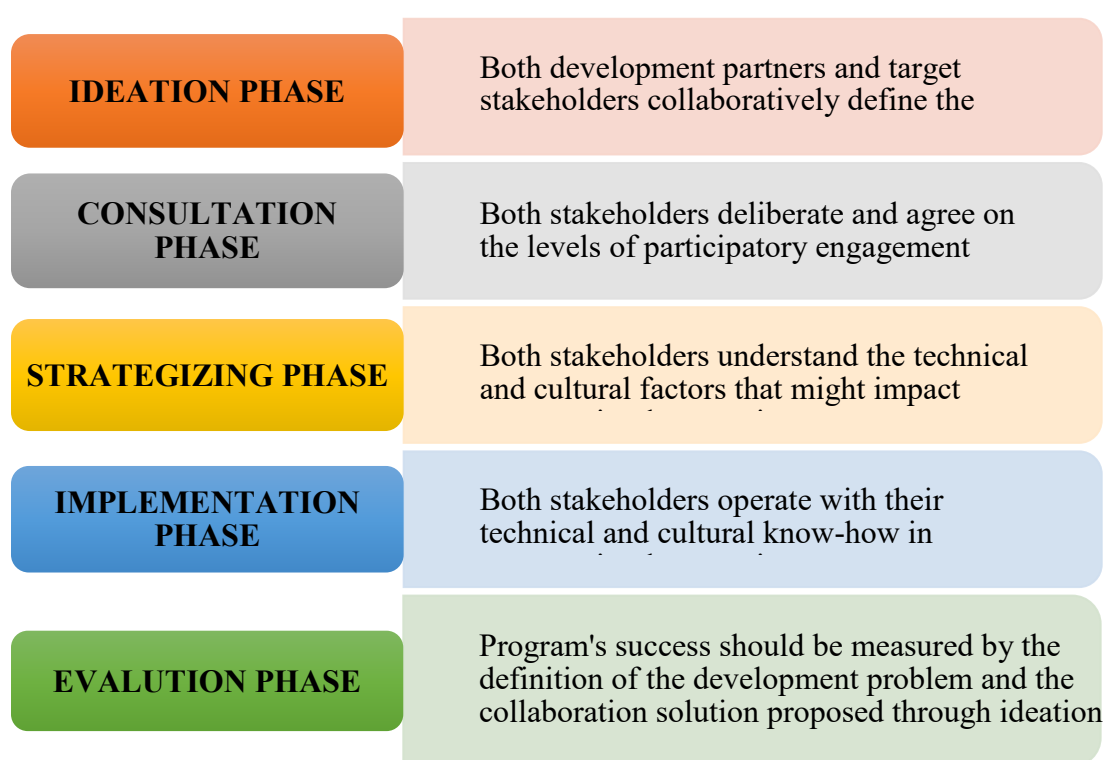 IDEATION PHASE
Both development partners and target
stakeholders collaboratively define the
CONSULTATION
PHASE
Both stakeholders deliberate and agree on
the levels of participatory engagement
STRATEGIZING PHASE
Both stakeholders understand the technical
and cultural factors that might impact
IMPLEMENTATION
PHASE
Both stakeholders operate with their
technical and cultural know-how in
EVALUTION PHASE
Program's success should be measured by the
definition of the development problem and the
collaboration solution proposed through ideation